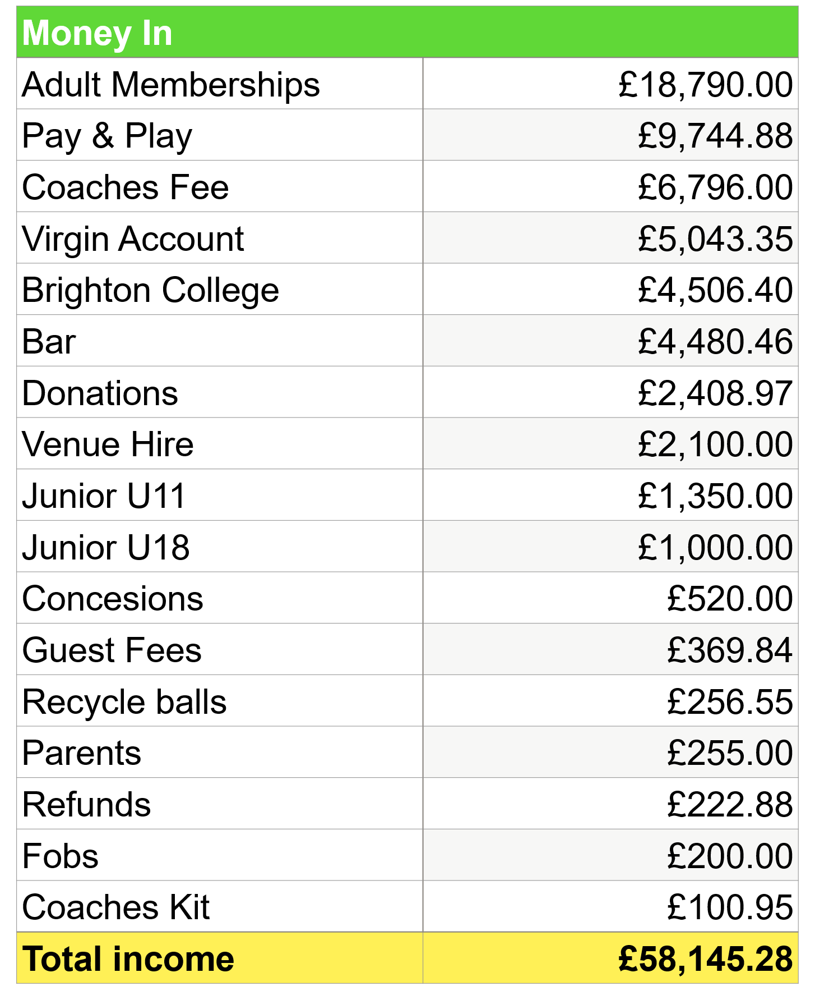 Money In
Adult Memberships £18,790.00
Pay & Play £9,744.88
Coaches Fee £6,796.00
Virgin Account £5,043.35
Brighton College £4,506.40
Bar £4,480.46
Donations £2,408.97
Venue Hire £2,100.00
Junior U11 £1,350.00
Junior U18 £1,000.00
Concesions £520.00
Guest Fees £369.84
Recycle balls £256.55
Parents £255.00
Refunds £222.88
Fobs £200.00
Coaches Kit £100.95
Total income £58,145.28